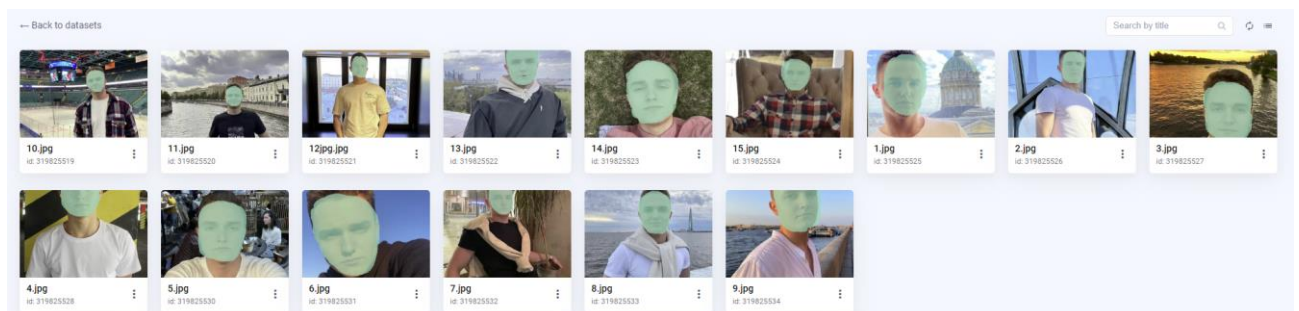 ← Back to datasets
Search by title
10.jpg
id: 319825519
11.jpg
id: 319825520
12jpg.jpg
id: 319825521
13.jpg
id: 319825522
14.jpg
id: 319825523
15.jpg
id: 319825524
1.jpg
id: 319825525
2.jpg
id: 319825526
3.jpg
id: 319825527
4.jpg
id: 319825528
5.jpg
id: 319825530
6.jpg
id: 319825531
7.jpg
id: 319825532
8.jpg
id: 319825533
9.jpg
id: 319825534